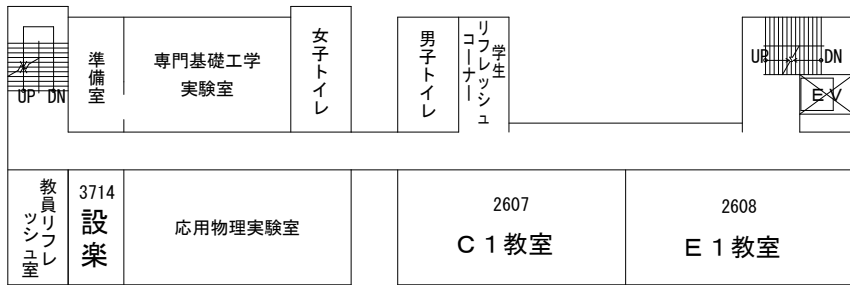 UP DN
準備室
専門基礎工学
実験室
女子トイレ
男子トイレ
学生
リフレッシュ
コーナー
UP DN
EV
教員リフレ
ッシュ室
3714
設楽
応用物理実験室
2607
C1教室
2608
E1教室